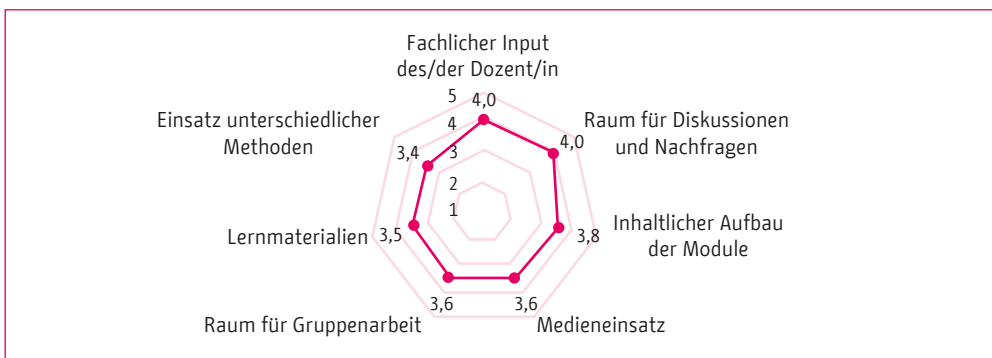 Fachlicher Input
des/der Dozent/in
5
4,0
4
3
2
1
Raum für Diskussionen
und Nachfragen
4,0
Inhaltlicher Aufbau
der Module
3,8
Medieneinsatz
3,6
Raum für Gruppenarbeit
3,6
Lernmaterialien
3,5
Einsatz unterschiedlicher
Methoden
3,4